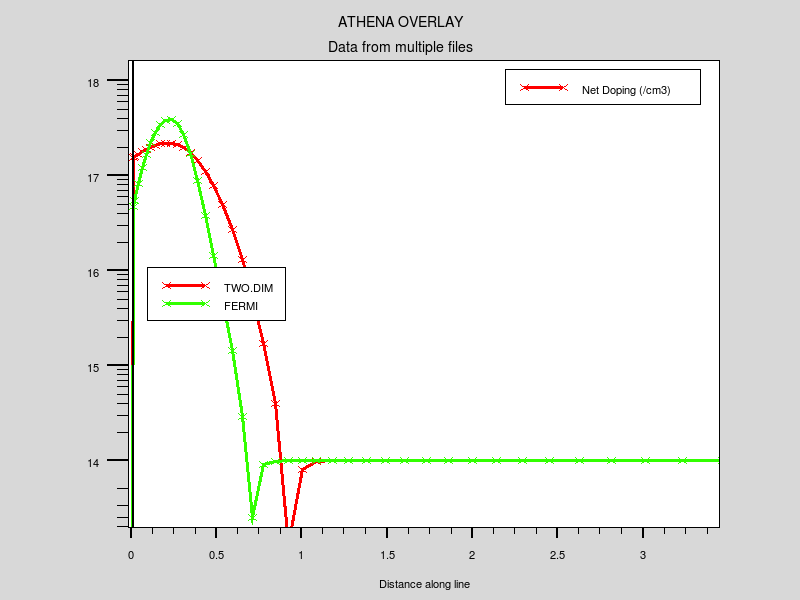 ATHENA OVERLAY
Data from multiple files
Net Doping (/cm3)
18
17
16
15
14
TWO.DIM
FERMI
0 0.5 1 1.5 2 2.5 3
Distance along line